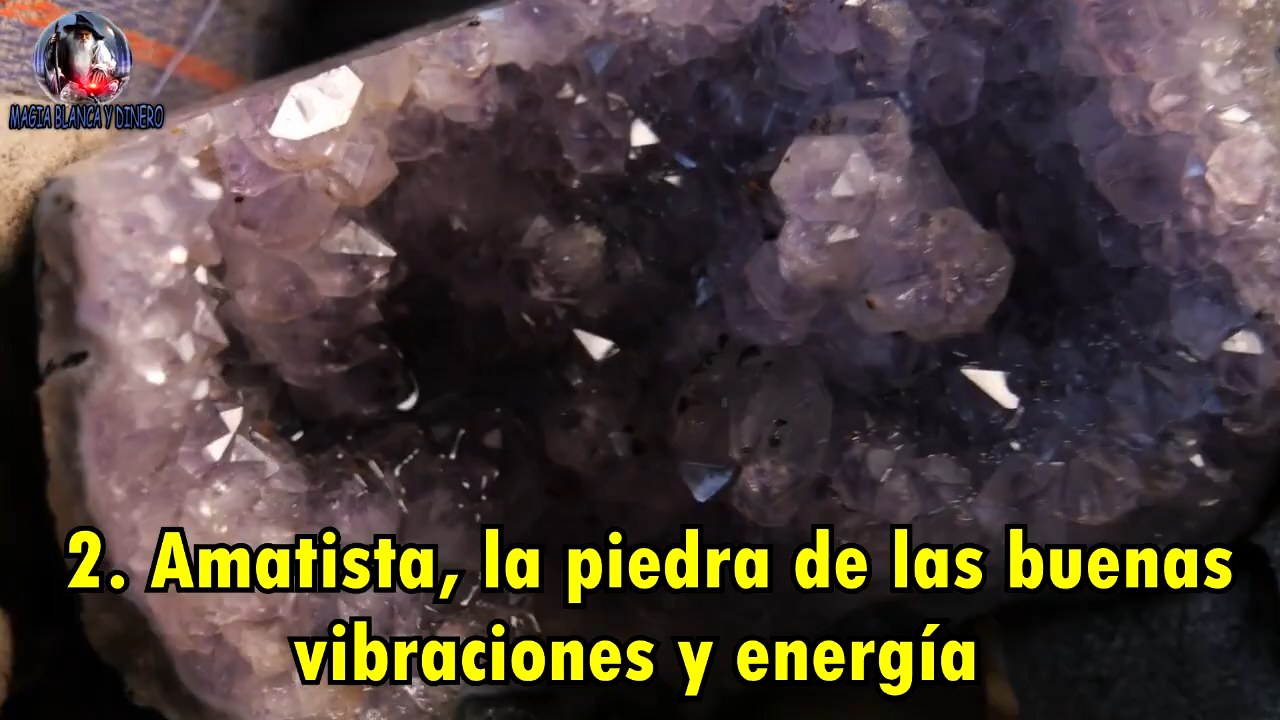 MAGIA BLANCA Y DINERO
2. Amatista, la piedra de las buenas
vibraciones y energía